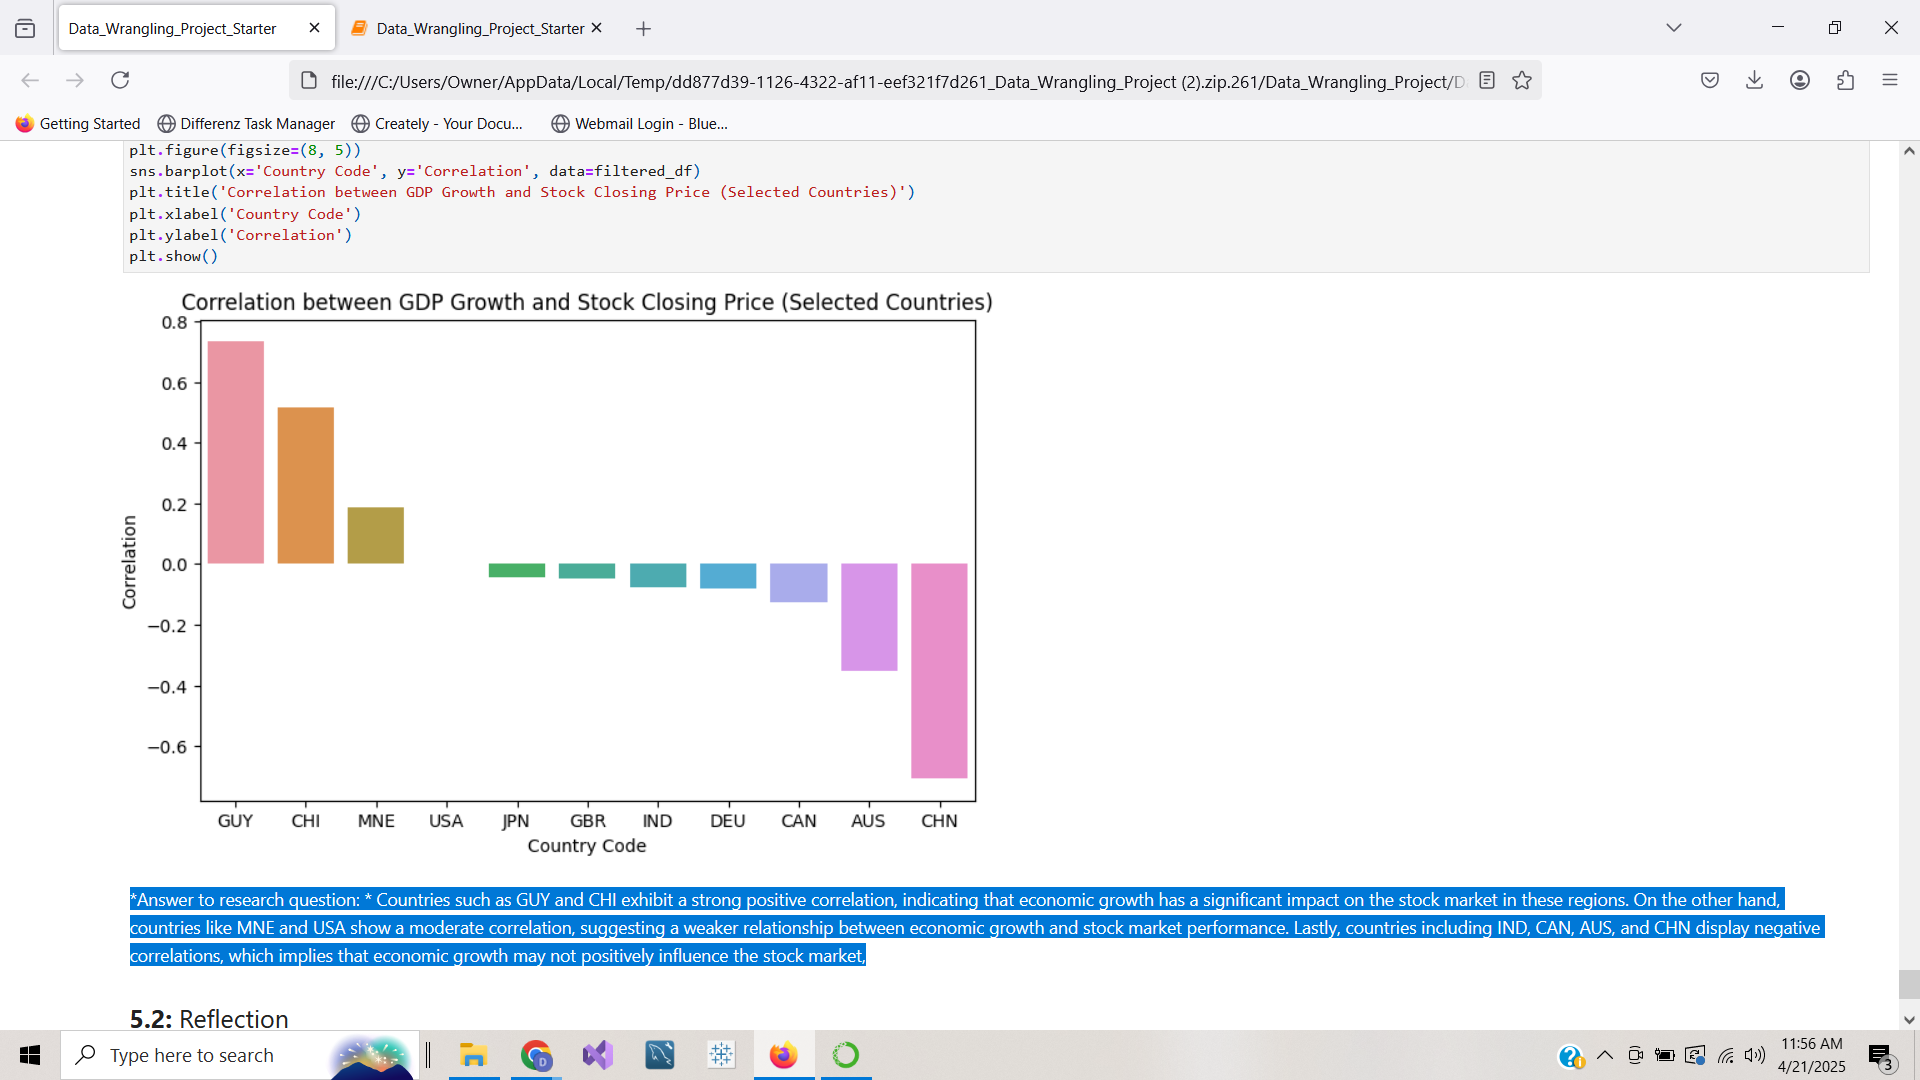 Data_Wrangling_Project_Starter
Data_Wrangling_Project_Starter
file:///C:/Users/Owner/AppData/Local/Temp/dd877d39-1126-4322-af11-eef321f7d261_Data_Wrangling_Project (2).zip.261/Data_Wrangling_Project/D
Getting Started
Differenz Task Manager
Creately - Your Docu...
Webmail Login - Blue...
plt.figure(figsize=(8, 5))
sns.barplot(x='Country Code', y='Correlation', data=filtered_df)
plt.title('Correlation between GDP Growth and Stock Closing Price (Selected Countries)')
plt.xlabel('Country Code')
plt.ylabel('Correlation')
plt.show()
Correlation between GDP Growth and Stock Closing Price (Selected Countries)
0.8
0.6
0.4
0.2
0.0
−0.2
−0.4
−0.6
Correlation
GUY CHI MNE USA JPN GBR IND DEU CAN AUS CHN
Country Code
*Answer to research question: * Countries such as GUY and CHI exhibit a strong positive correlation, indicating that economic growth has a significant impact on the stock market in these regions. On the other hand,
countries like MNE and USA show a moderate correlation, suggesting a weaker relationship between economic growth and stock market performance. Lastly, countries including IND, CAN, AUS, and CHN display negative
correlations, which implies that economic growth may not positively influence the stock market,
5.2: Reflection
Type here to search
D
11:56 AM
4/21/2025
3